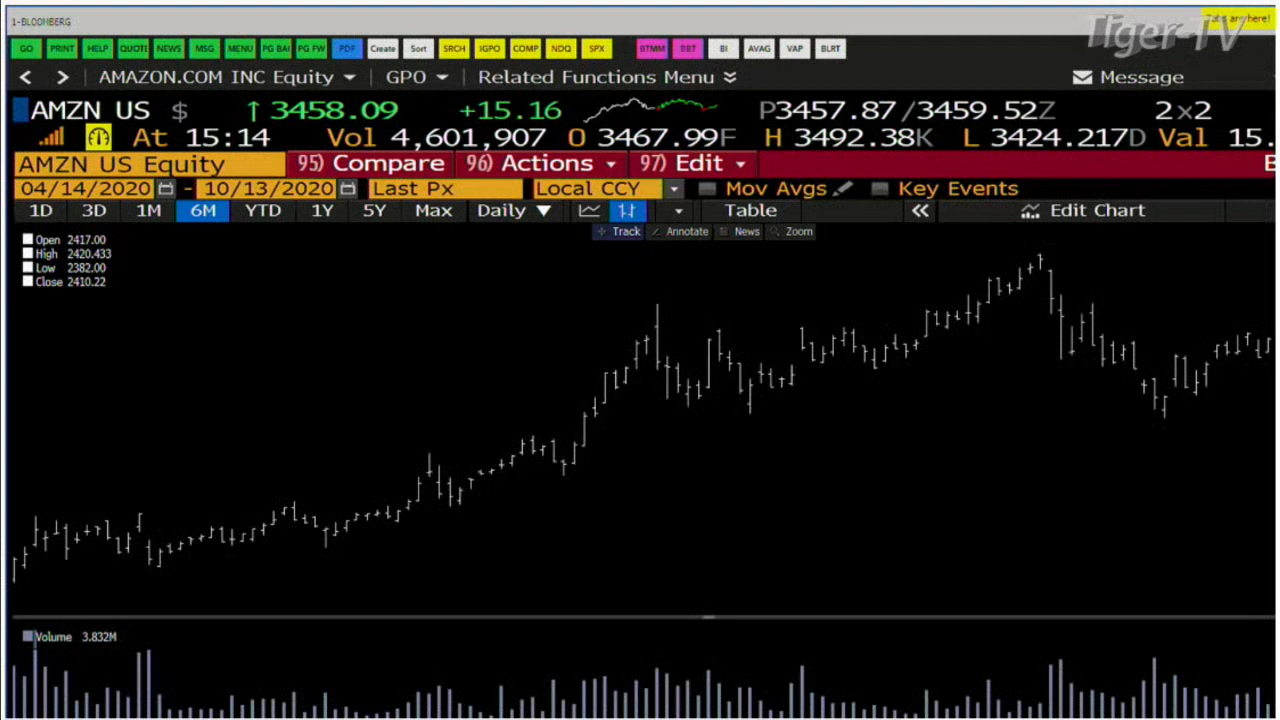 1-BLOOMBERG
Tiger-TV
GO PRINT HELP QUOTE NEWS MSG MENU PG BAC PG FW PDF Create Sort SRCH IGPO COMP NDQ SPX BTMM BBT BI AVAG VAP BLRT
< > AMAZON.COM INC Equity GPO Related Functions Menu Message
AMZN US $ ↑ 3458.09 +15.16 P3457.87 /3459.52Z 2x2
At 15:14 Vol 4,601,907 O 3467.99F H 3492.38K L 3424.217D Val 15.
AMZN US Equity 95) Compare 96) Actions 97) Edit
04/14/2020 - 10/13/2020 Last Px Local CCY Mov Avgs Key Events
1D 3D 1M 6M YTD 1Y 5Y Max Daily ▼ Table « Edit Chart
Track Annotate News Zoom
Open 2417.00
High 2420.433
Low 2382.00
Close 2410.22
Volume 3.832M